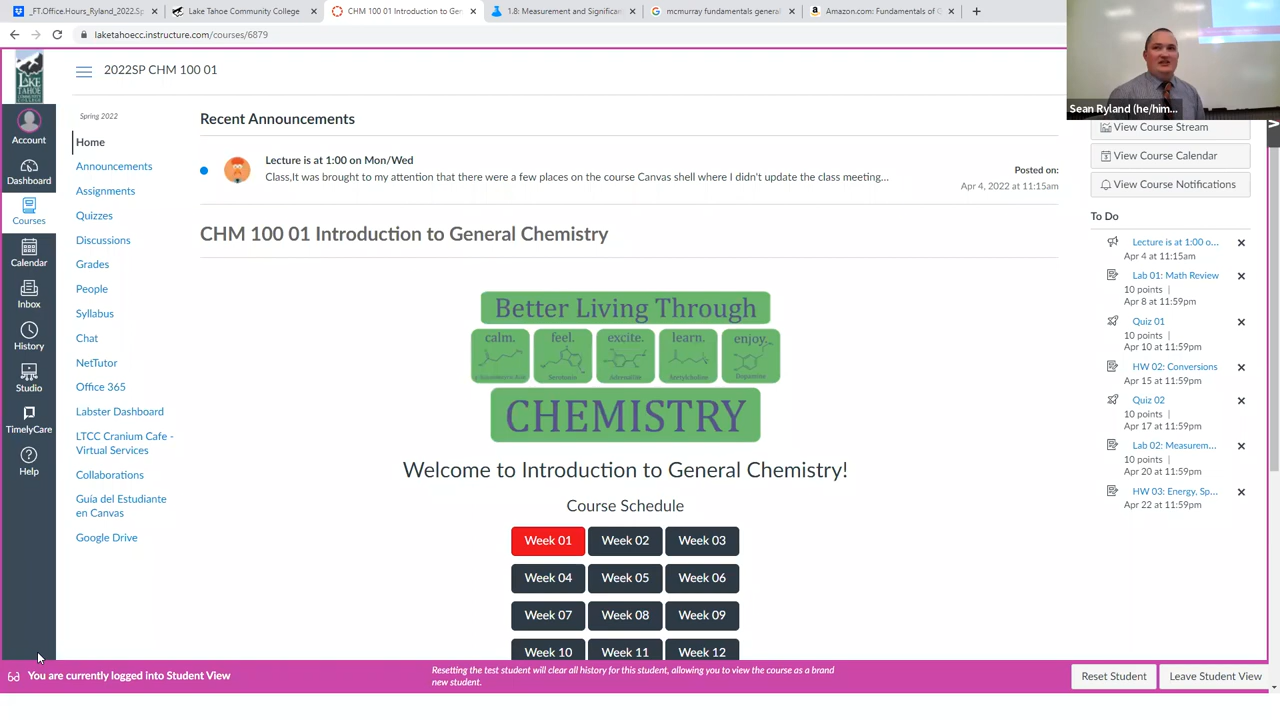 _FT.Office.Hours_Ryland_2022.Sp
Lake Tahoe Community College
CHM 100 01 Introduction to Gen
1.8: Measurement and Significan
mcmurray fundamentals general
Amazon.com: Fundamentals of G
laketahoecc.instructure.com/courses/6879
Sean Ryland (he/him...
LAKE
TAHOE
2022SP CHM 100 01
Account
Dashboard
Courses
Calendar
Inbox
History
Studio
TimelyCare
Help
Spring 2022
Home
Announcements
Assignments
Quizzes
Discussions
Grades
People
Syllabus
Chat
NetTutor
Office 365
Labster Dashboard
LTCC Cranium Cafe -
Virtual Services
Collaborations
Guía del Estudiante
en Canvas
Google Drive
Recent Announcements
Lecture is at 1:00 on Mon/Wed
Class,It was brought to my attention that there were a few places on the course Canvas shell where I didn't update the class meeting...
Posted on:
Apr 4, 2022 at 11:15am
CHM 100 01 Introduction to General Chemistry
Better Living Through
calm. feel. excite. learn. enjoy.
Serotonin Adrenaline Acetylcholine Dopamine
CHEMISTRY
Welcome to Introduction to General Chemistry!
Course Schedule
Week 01 Week 02 Week 03
Week 04 Week 05 Week 06
Week 07 Week 08 Week 09
Week 10 Week 11 Week 12
View Course Stream
View Course Calendar
View Course Notifications
To Do
Lecture is at 1:00 o...
Apr 4 at 11:15am
Lab 01: Math Review
10 points |
Apr 8 at 11:59pm
Quiz 01
10 points |
Apr 10 at 11:59pm
HW 02: Conversions
Apr 15 at 11:59pm
Quiz 02
10 points |
Apr 17 at 11:59pm
Lab 02: Measurem...
10 points |
Apr 20 at 11:59pm
HW 03: Energy, Sp...
Apr 22 at 11:59pm
You are currently logged into Student View
Resetting the test student will clear all history for this student, allowing you to view the course as a brand
new student.
Reset Student
Leave Student View